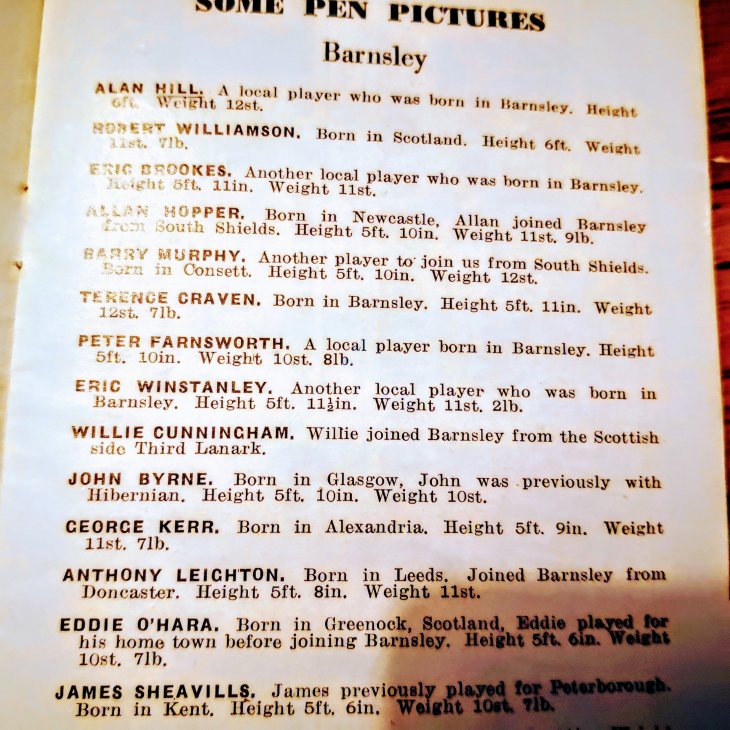 SOME PEN PICTURES
Barnsley
ALAN HILL. A local player who was born in Barnsley. Height
6ft. Weight 12st.
ROBERT WILLIAMSON. Born in Scotland. Height 6ft. Weight
11st. 7lb.
ERIC BROOKES. Another local player who was born in Barnsley.
Height 5ft. 11in. Weight 11st.
ALLAN HOPPER. Born in Newcastle, Allan joined Barnsley
from South Shields. Height 5ft. 10in. Weight 11st. 9lb.
BARRY MURPHY. Another player to join us from South Shields.
Born in Consett. Height 5ft. 10in. Weight 12st.
TERENCE CRAVEN. Born in Barnsley. Height 5ft. 11in. Weight
12st. 7lb.
PETER FARNSWORTH. A local player born in Barnsley. Height
5ft. 10in. Weight 10st. 8lb.
ERIC WINSTANLEY. Another local player who was born in
Barnsley. Height 5ft. 11½in. Weight 11st. 2lb.
WILLIE CUNNINGHAM. Willie joined Barnsley from the Scottish
side Third Lanark.
JOHN BYRNE. Born in Glasgow, John was previously with
Hibernian. Height 5ft. 10in. Weight 10st.
GEORGE KERR. Born in Alexandria. Height 5ft. 9in. Weight
11st. 7lb.
ANTHONY LEIGHTON. Born in Leeds. Joined Barnsley from
Doncaster. Height 5ft. 8in. Weight 11st.
EDDIE O'HARA. Born in Greenock, Scotland, Eddie played for
his home town before joining Barnsley. Height 5ft. 6in. Weight
10st. 7lb.
JAMES SHEAVILLS. James previously played for Peterborough.
Born in Kent. Height 5ft. 6in. Weight 10st. 7lb.